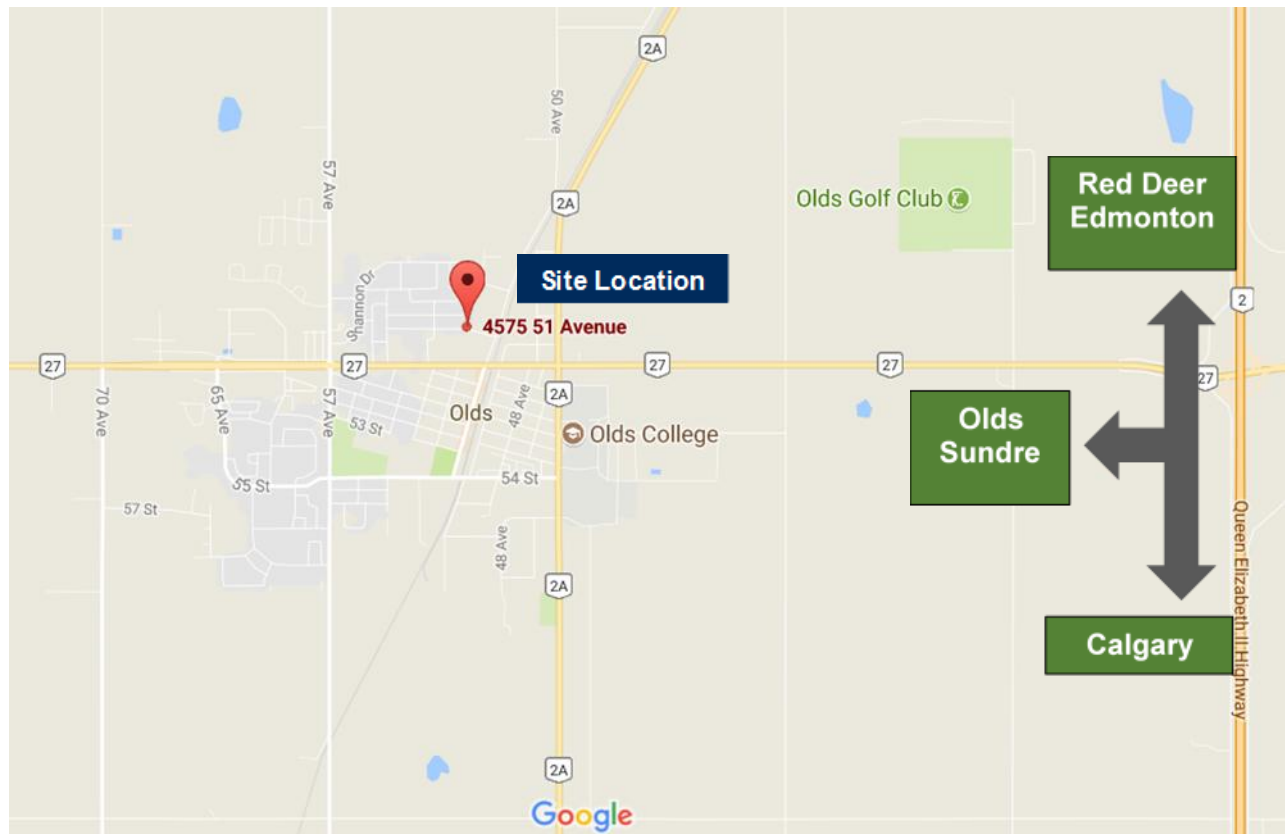 2A
50 Ave
57 Ave
Red Deer
Edmonton
Olds Golf Club
2A
Site Location
Shannon Dr
2
4575 51 Avenue
27
27
27
27
27
70 Ave
65 Ave
57 Ave
2A
48 Ave
Olds
53 St
Olds College
Olds
Sundre
54 St
55 St
57 St
48 Ave
Queen Elizabeth II Highway
2A
Calgary
2A
Google